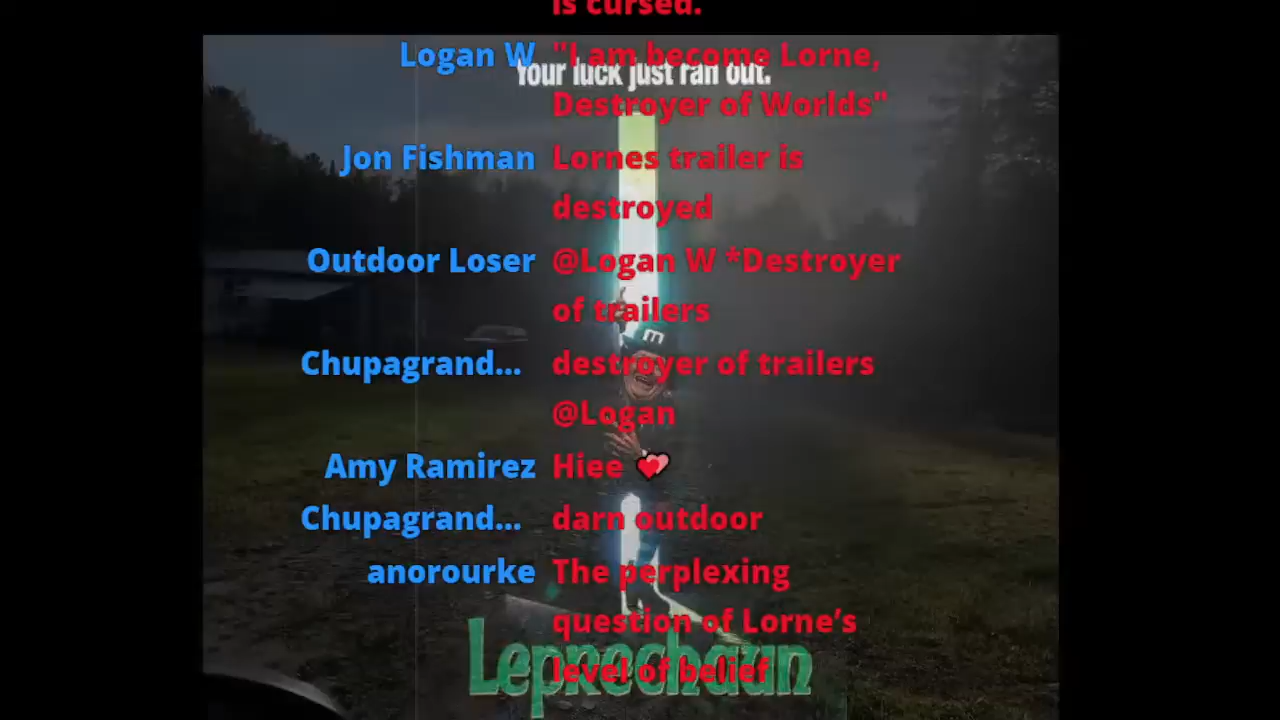 is cursed.
Logan W "I am become Lorne,
Your luck just ran out.
Destroyer of Worlds"
Jon Fishman Lornes trailer is
destroyed
Outdoor Loser @Logan W *Destroyer
of trailers
m
Chupagrand... destroyer of trailers
@Logan
Amy Ramirez Hiee 💕
Chupagrand... darn outdoor
anorourke The perplexing
question of Lorne’s
level of belief
Leprechaun